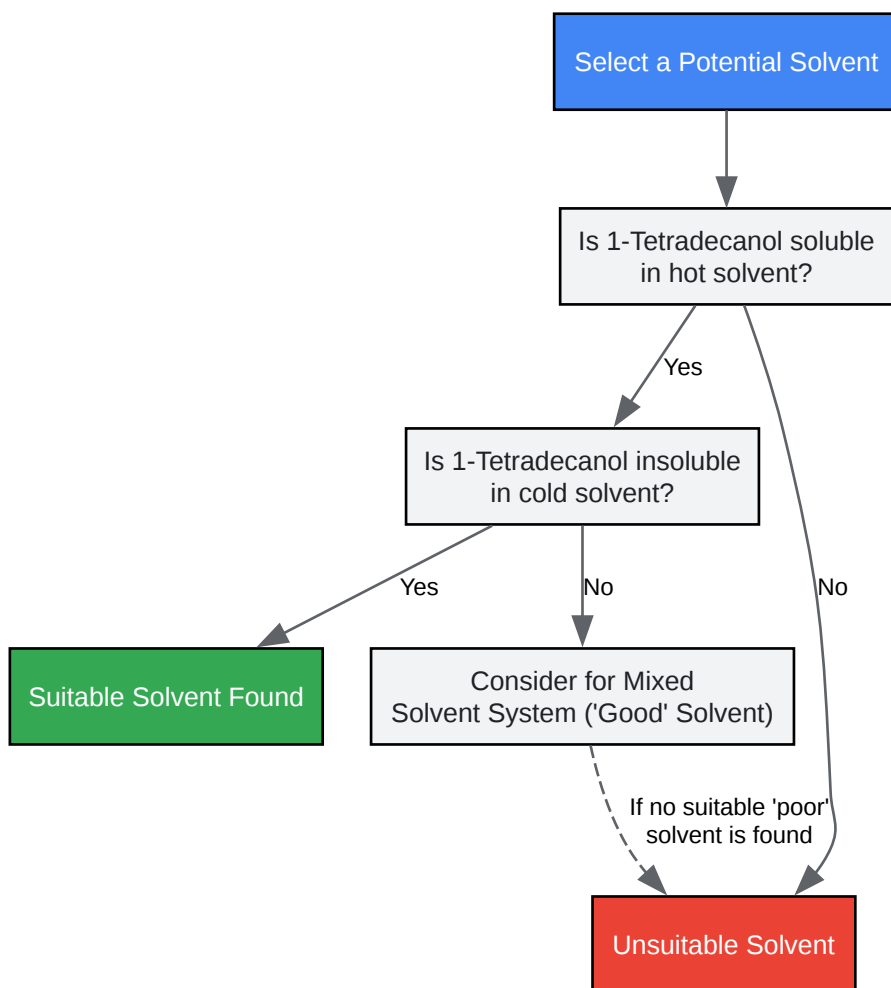 Select a Potential Solvent
Is 1-Tetradecanol soluble
in hot solvent?
Yes
Is 1-Tetradecanol insoluble
in cold solvent?
Yes
No
No
Suitable Solvent Found
Consider for Mixed
Solvent System ('Good' Solvent)
If no suitable 'poor'
solvent is found
Unsuitable Solvent